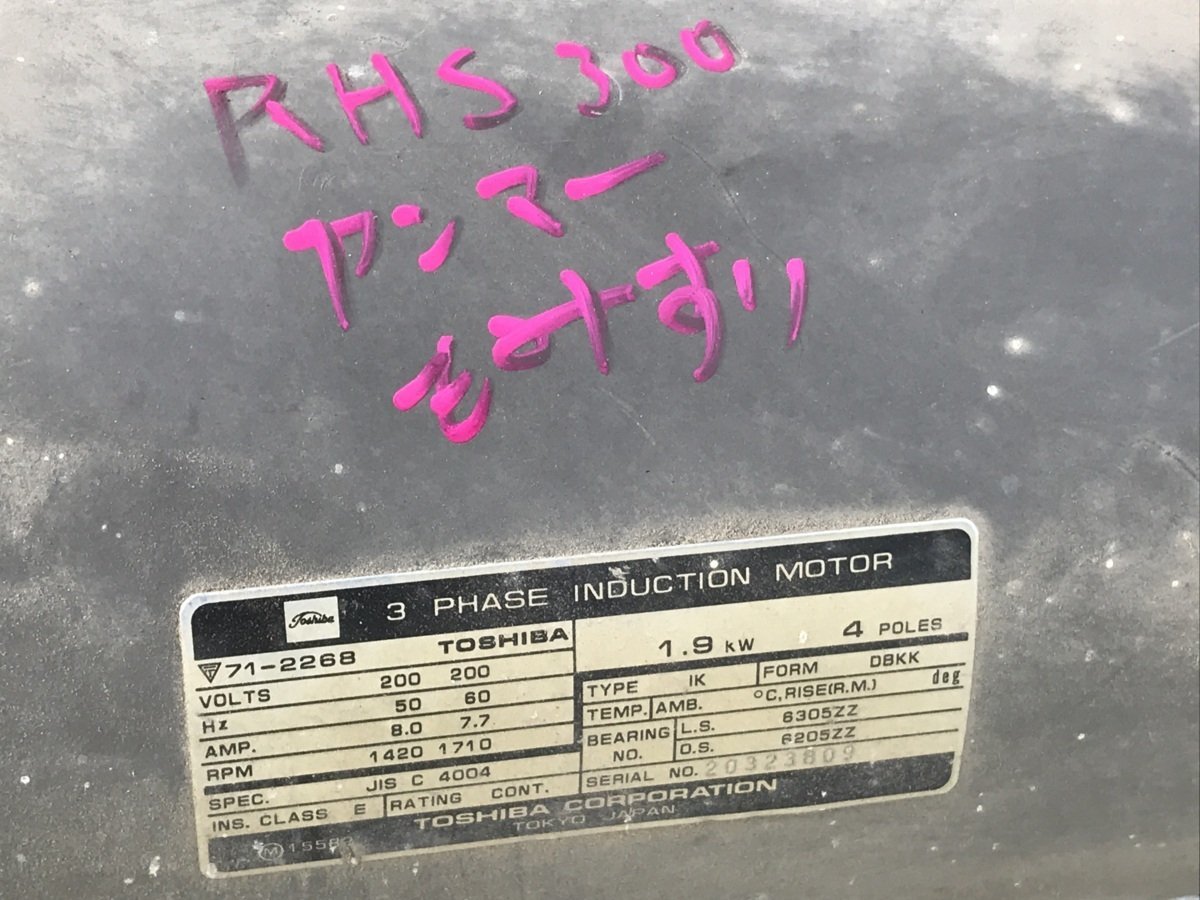 RHS300
ヤンマー
もみすり
Toshiba 3 PHASE INDUCTION MOTOR
71-2268 TOSHIBA
VOLTS 200 200
Hz 50 60
AMP. 8.0 7.7
RPM 1420 1710
SPEC. JIS C 4004
INS. CLASS E RATING CONT.
1.9 kW 4 POLES
TYPE IK FORM DBKK
TEMP. AMB. °C, RISE(R.M.) deg
BEARING NO. L.S. 6305ZZ
O.S. 6205ZZ
SERIAL NO. 20323809
TOSHIBA CORPORATION
TOKYO JAPAN